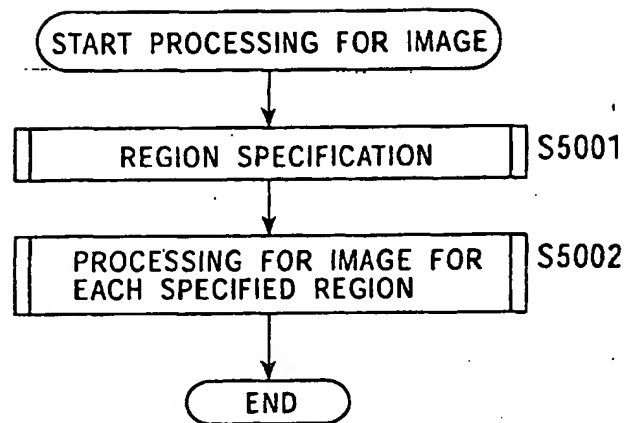 START PROCESSING FOR IMAGE
REGION SPECIFICATION
S5001
PROCESSING FOR IMAGE FOR
EACH SPECIFIED REGION
S5002
END